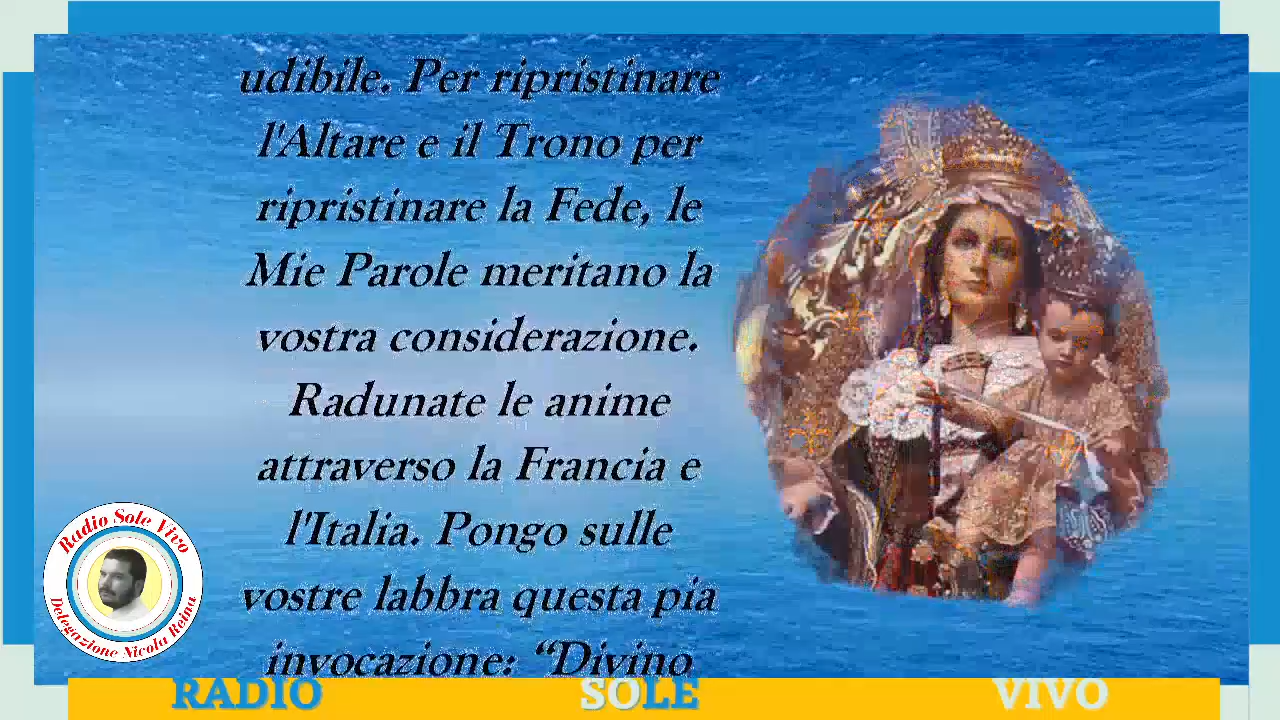 udibile. Per ripristinare
l'Altare e il Trono per
ripristinare la Fede, le
Mie Parole meritano la
vostra considerazione.
Radunate le anime
attraverso la Francia e
l'Italia. Pongo sulle
vostre labbra questa pia
invocazione: “Divino
Radio Sole Vivo
Delegazione Nicola Reina
RADIO SOLE VIVO